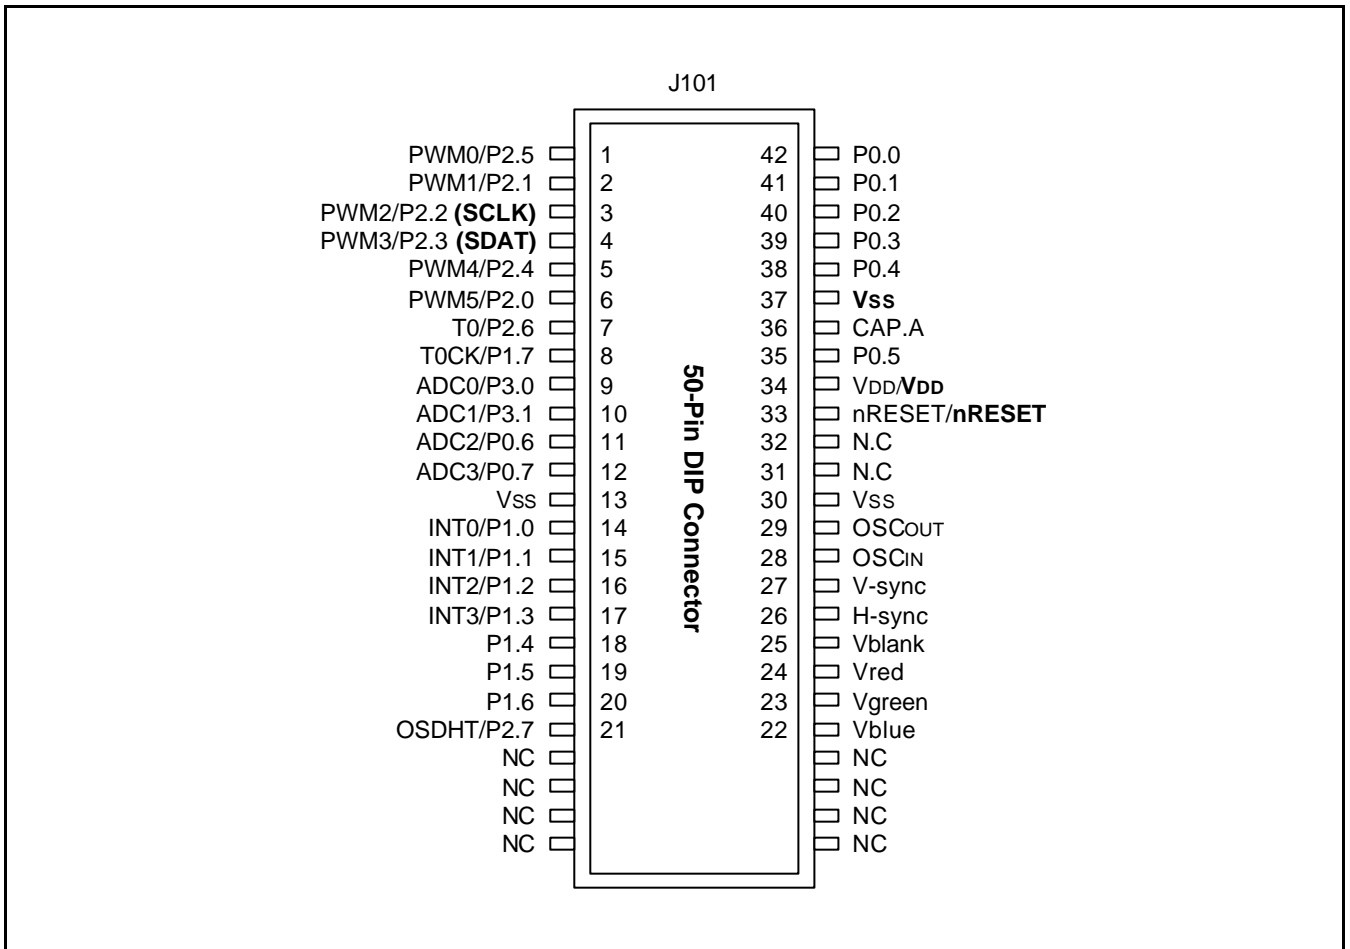 J101
PWM0/P2.5 1 42 P0.0
PWM1/P2.1 2 41 P0.1
PWM2/P2.2 (SCLK) 3 40 P0.2
PWM3/P2.3 (SDAT) 4 39 P0.3
PWM4/P2.4 5 38 P0.4
PWM5/P2.0 6 37 Vss
T0/P2.6 7 36 CAP.A
T0CK/P1.7 8 35 P0.5
ADC0/P3.0 9 34 VDD/VDD
ADC1/P3.1 10 33 nRESET/nRESET
ADC2/P0.6 11 32 N.C
ADC3/P0.7 12 31 N.C
Vss 13 30 Vss
INT0/P1.0 14 29 OSCOUT
INT1/P1.1 15 28 OSCIN
INT2/P1.2 16 27 V-sync
INT3/P1.3 17 26 H-sync
P1.4 18 25 Vblank
P1.5 19 24 Vred
P1.6 20 23 Vgreen
OSDHT/P2.7 21 22 Vblue
NC NC
NC NC
NC NC
NC NC
50-Pin DIP Connector